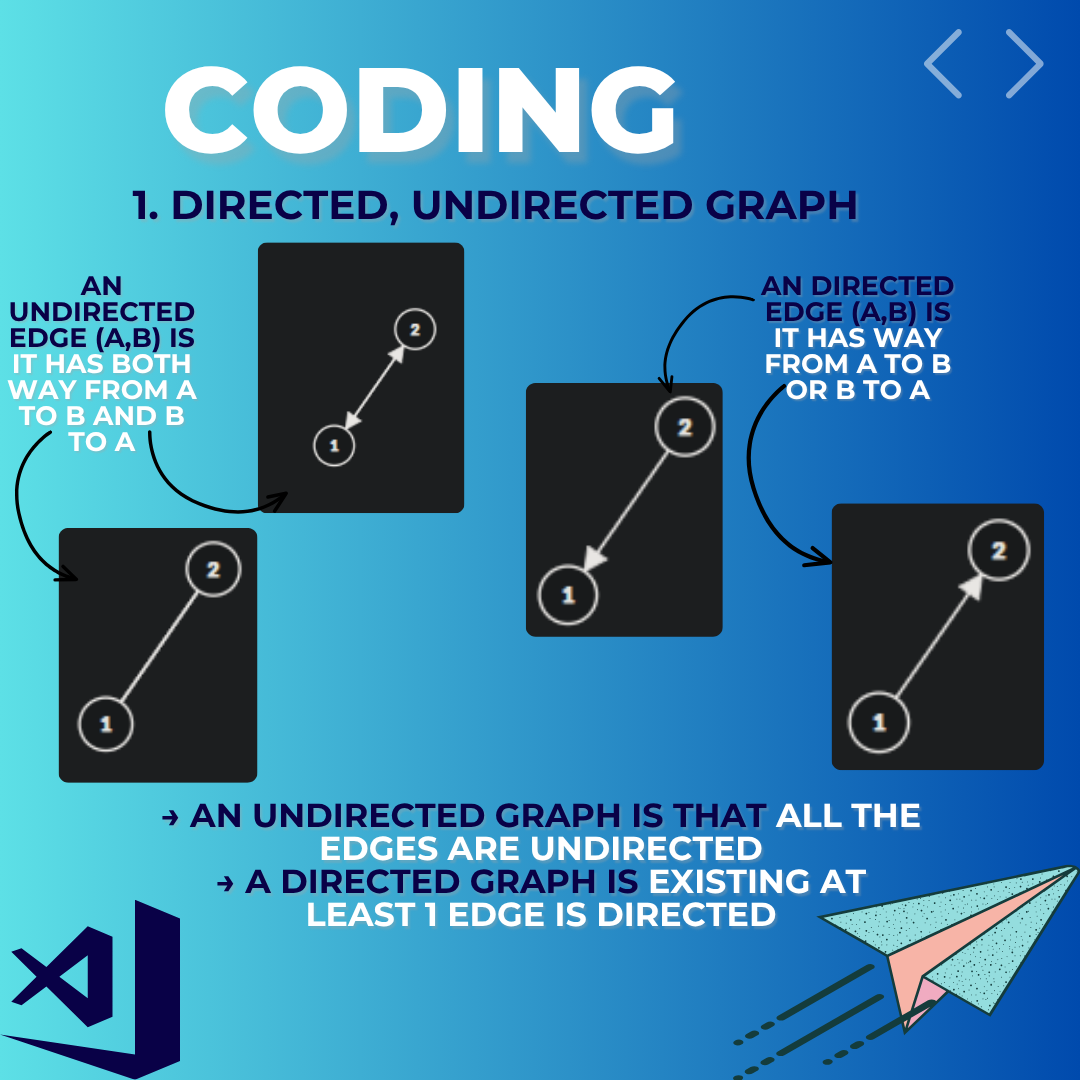 CODING
1. DIRECTED, UNDIRECTED GRAPH
AN
UNDIRECTED
EDGE (A,B) IS
IT HAS BOTH
WAY FROM A
TO B AND B
TO A
2
1
2
1
AN DIRECTED
EDGE (A,B) IS
IT HAS WAY
FROM A TO B
OR B TO A
2
1
2
1
→ AN UNDIRECTED GRAPH IS THAT ALL THE
EDGES ARE UNDIRECTED
→ A DIRECTED GRAPH IS EXISTING AT
LEAST 1 EDGE IS DIRECTED